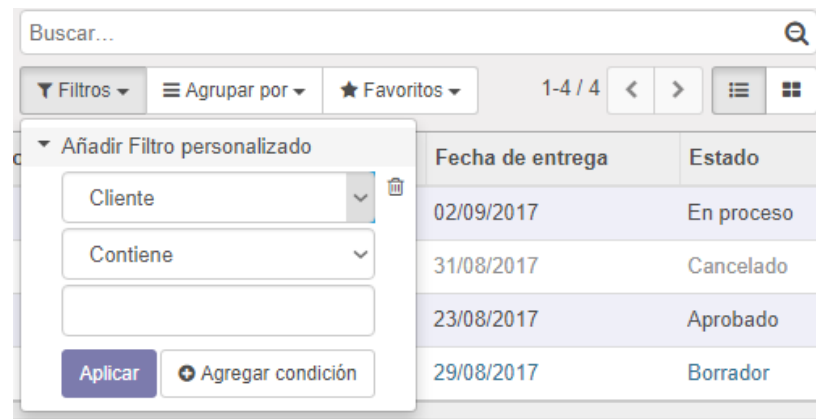 Buscar...
Filtros Agrupar por Favoritos 1-4 / 4
Añadir Filtro personalizado
Fecha de entrega Estado
Cliente
02/09/2017 En proceso
Contiene
31/08/2017 Cancelado
23/08/2017 Aprobado
Aplicar Agregar condición
29/08/2017 Borrador